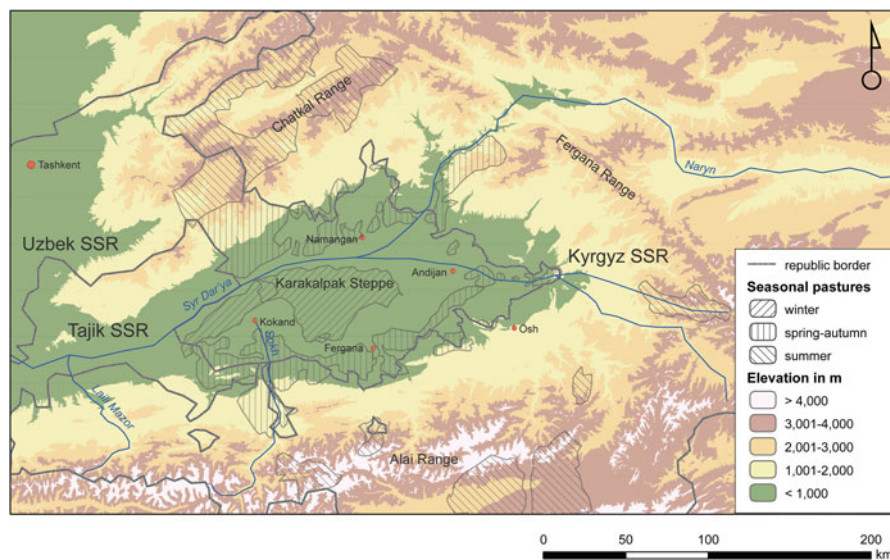 Chatkal Range
Tashkent
Fergana Range
Naryn
Namangan
Uzbek SSR
Kyrgyz SSR
Andijan
Syr Dar'ya
Karakalpak Steppe
Tajik SSR
Kokand
Osh
Sokh
Fergana
Laili Mazor
Alai Range
republic border
Seasonal pastures
winter
spring-autumn
summer
Elevation in m
> 4,000
3,001-4,000
2,001-3,000
1,001-2,000
< 1,000
0 50 100 200
km